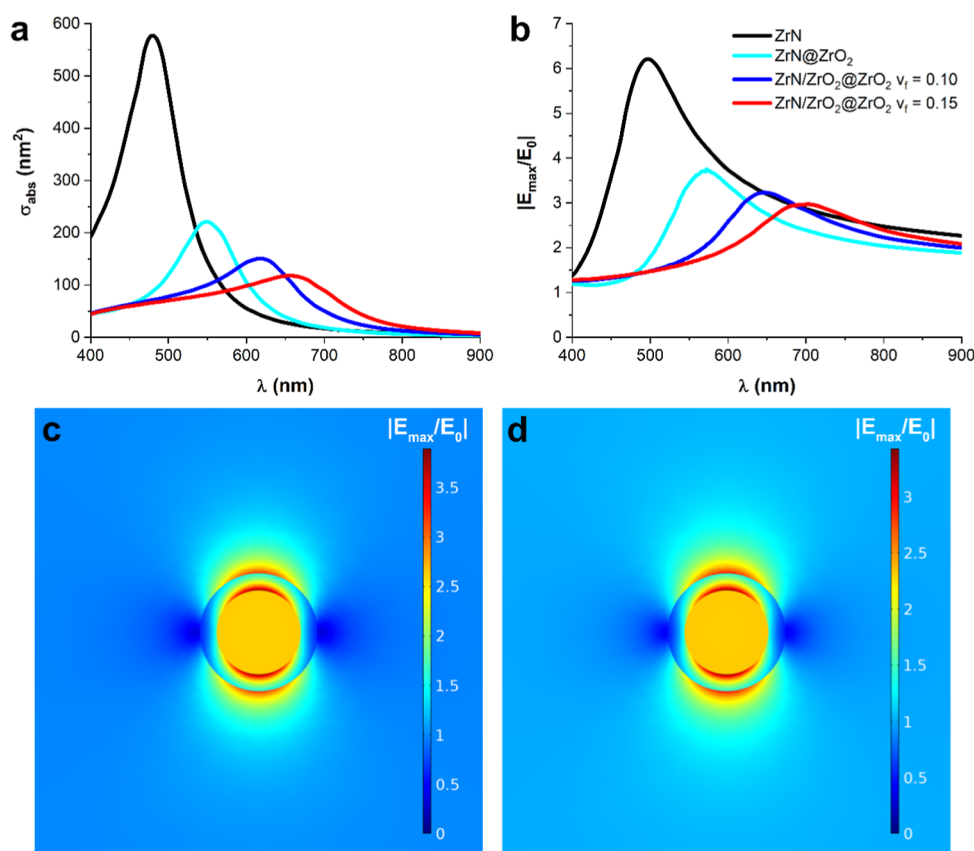 a
600
500
400
300
200
100
0
σabs (nm²)
400 500 600 700 800 900
λ (nm)
b
ZrN
ZrN@ZrO₂
ZrN/ZrO₂@ZrO₂ vf = 0.10
ZrN/ZrO₂@ZrO₂ vf = 0.15
7
6
5
4
3
2
1
0
|Emax/E₀|
400 500 600 700 800 900
λ (nm)
c
|Emax/E₀|
3.5
3
2.5
2
1.5
1
0.5
0
d
|Emax/E₀|
3
2.5
2
1.5
1
0.5
0